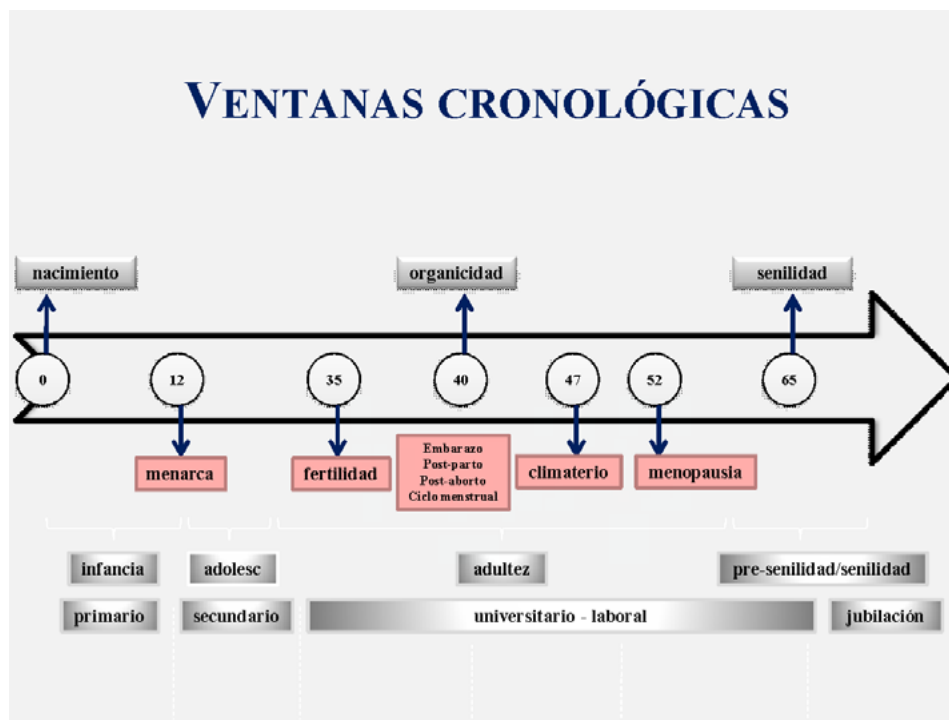 VENTANAS CRONOLÓGICAS
nacimiento
organicidad
senilidad
0
12
35
40
47
52
65
menarca
fertilidad
Embarazo
Post-parto
Post-aborto
Ciclo menstrual
climaterio
menopausia
infancia
adolesc
adultez
pre-senilidad/senilidad
primario
secundario
universitario - laboral
jubilación